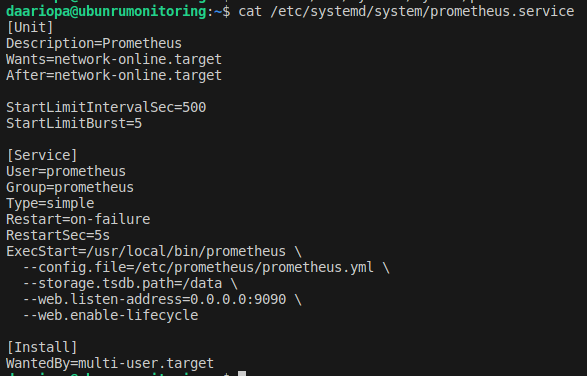 daariopa@ubunrumonitoring:~$ cat /etc/systemd/system/prometheus.service
[Unit]
Description=Prometheus
Wants=network-online.target
After=network-online.target

StartLimitIntervalSec=500
StartLimitBurst=5

[Service]
User=prometheus
Group=prometheus
Type=simple
Restart=on-failure
RestartSec=5s
ExecStart=/usr/local/bin/prometheus \
  --config.file=/etc/prometheus/prometheus.yml \
  --storage.tsdb.path=/data \
  --web.listen-address=0.0.0.0:9090 \
  --web.enable-lifecycle

[Install]
WantedBy=multi-user.target